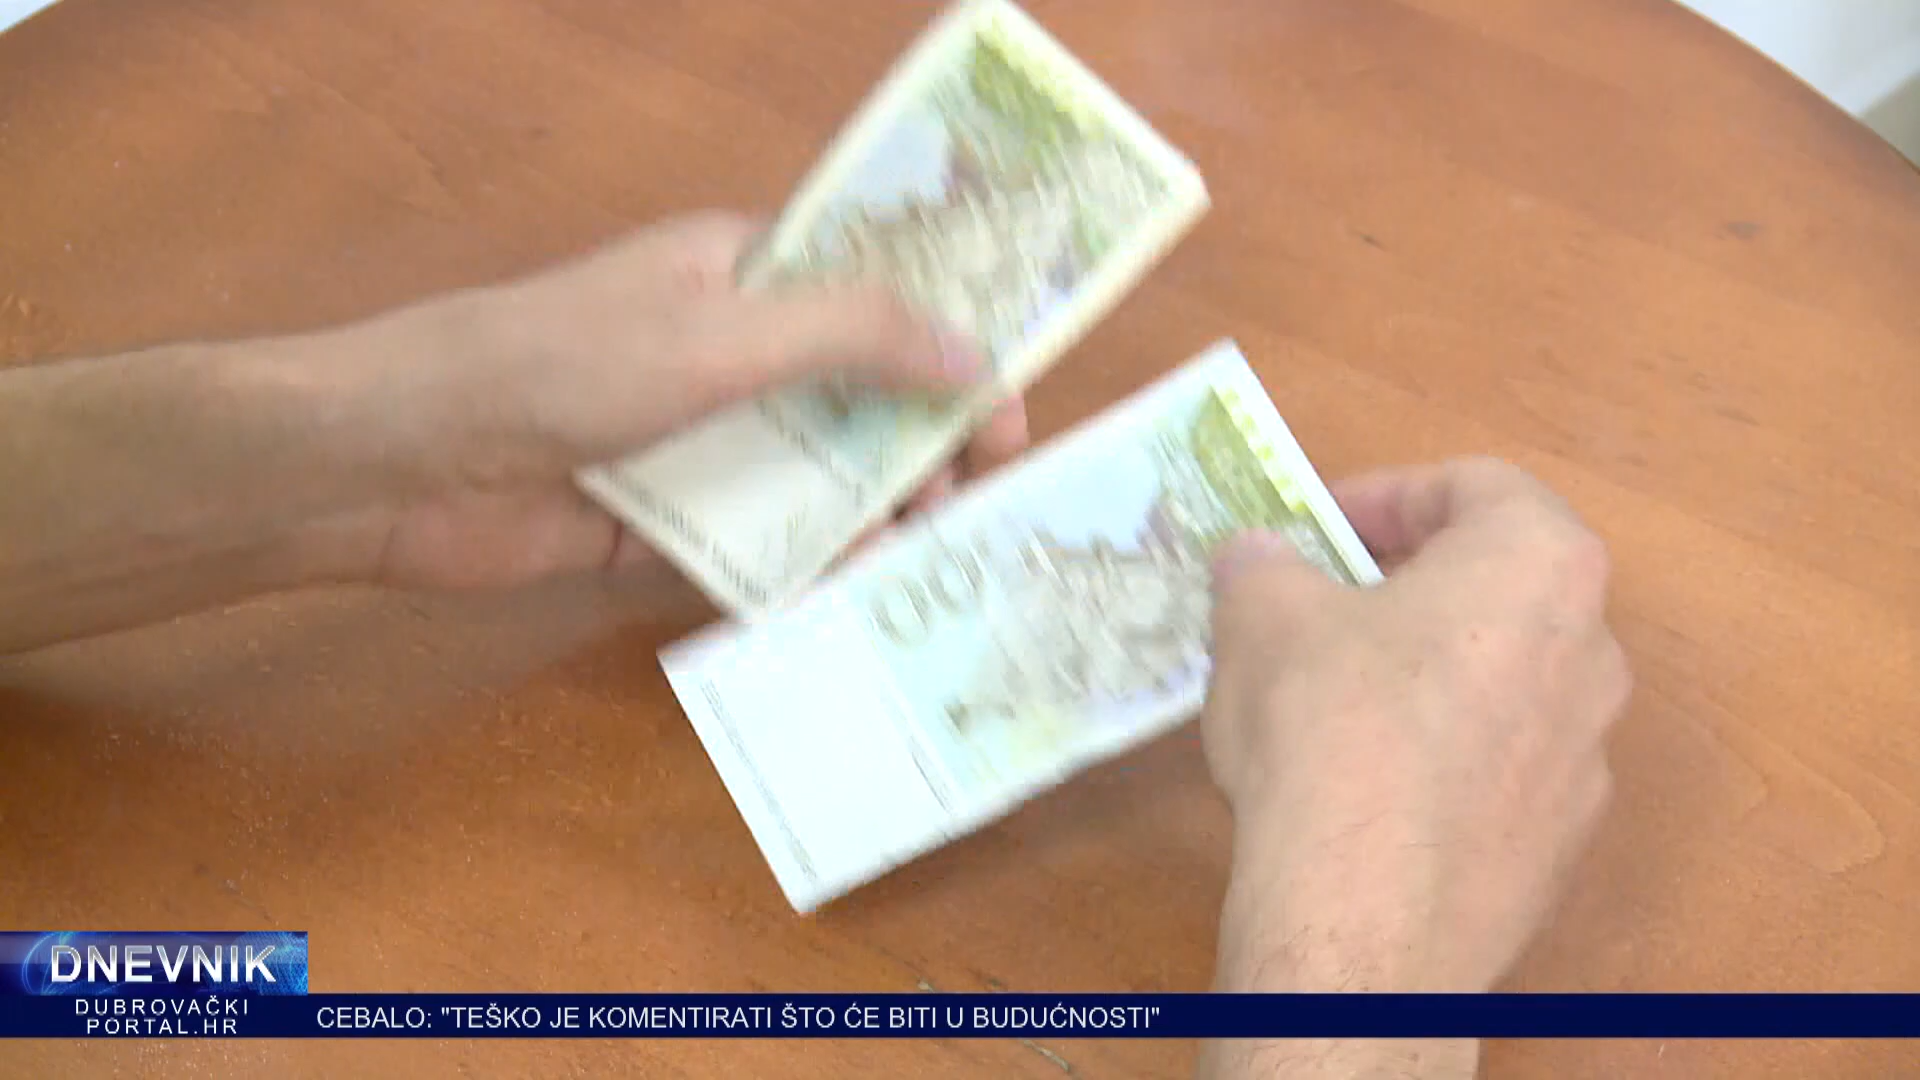 DNEVNIK
DUBROVAČKI
PORTAL.HR
CEBALO: "TEŠKO JE KOMENTIRATI ŠTO ĆE BITI U BUDUĆNOSTI"